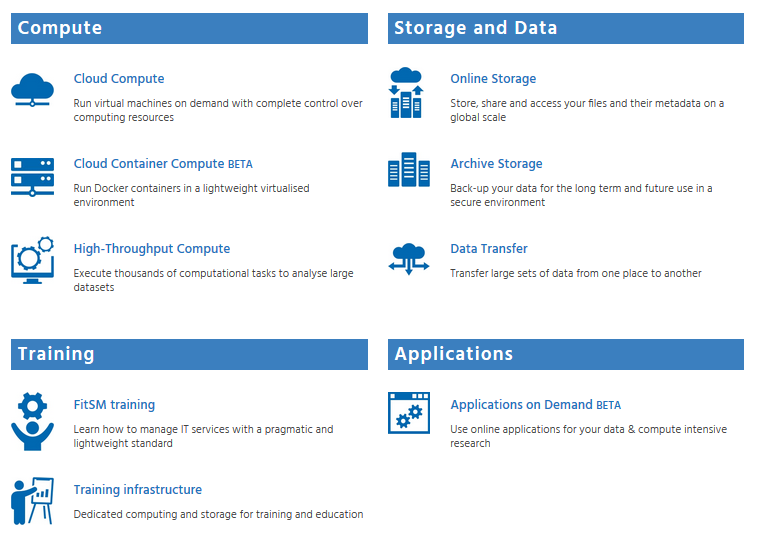 Compute
Cloud Compute
Run virtual machines on demand with complete control over
computing resources
Cloud Container Compute BETA
Run Docker containers in a lightweight virtualised
environment
High-Throughput Compute
Execute thousands of computational tasks to analyse large
datasets
Storage and Data
Online Storage
Store, share and access your files and their metadata on a
global scale
Archive Storage
Back-up your data for the long term and future use in a
secure environment
Data Transfer
Transfer large sets of data from one place to another
Training
FitSM training
Learn how to manage IT services with a pragmatic and
lightweight standard
Training infrastructure
Dedicated computing and storage for training and education
Applications
Applications on Demand BETA
Use online applications for your data & compute intensive
research